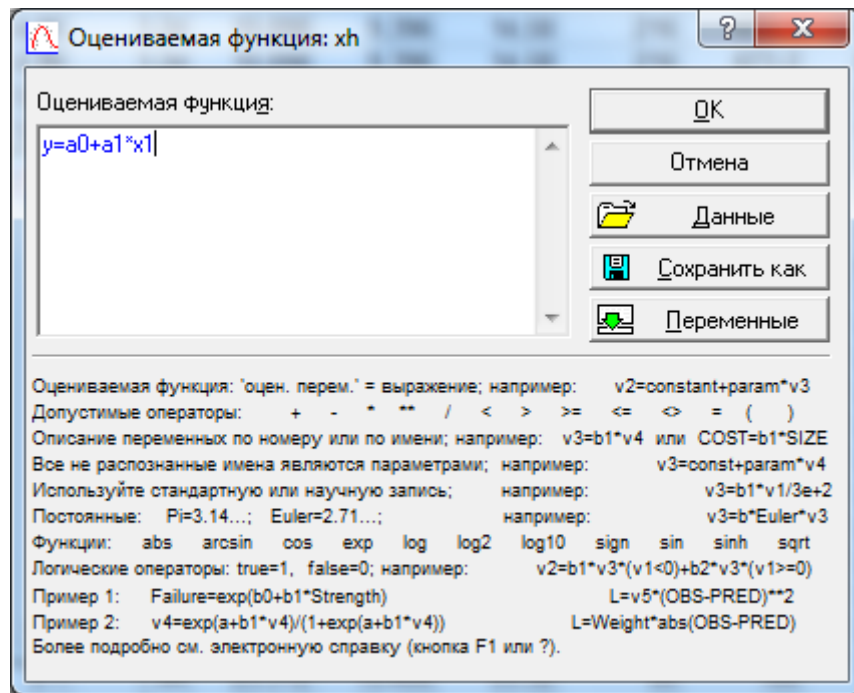 Оцениваемая функция: xh
Оцениваемая функция:
y=a0+a1*x1
OK
Отмена
Данные
Сохранить как
Переменные
Оцениваемая функция: "оцен. перем." = выражение; например: v2=constant+param*v3
Допустимые операторы: + - * ** / < > >= <= <> = ( )
Описание переменных по номеру или по имени; например: v3=b1*v4 или COST=b1*SIZE
Все не распознанные имена являются параметрами; например: v3=const+param*v4
Используйте стандартную или научную запись; например: v3=b1*v1/3e+2
Постоянные: Pi=3.14...; Euler=2.71...; например: v3=b*Euler*v3
Функции: abs arcsin cos exp log log2 log10 sign sin sinh sqrt
Логические операторы: true=1, false=0; например: v2=b1*v3*(v1<0)+b2*v3*(v1>=0)
Пример 1: Failure=exp(b0+b1*Strength) L=v5*(OBS-PRED)**2
Пример 2: v4=exp(a+b1*v4)/(1+exp(a+b1*v4)) L=Weight*abs(OBS-PRED)
Более подробно см. электронную справку (кнопка F1 или ?).